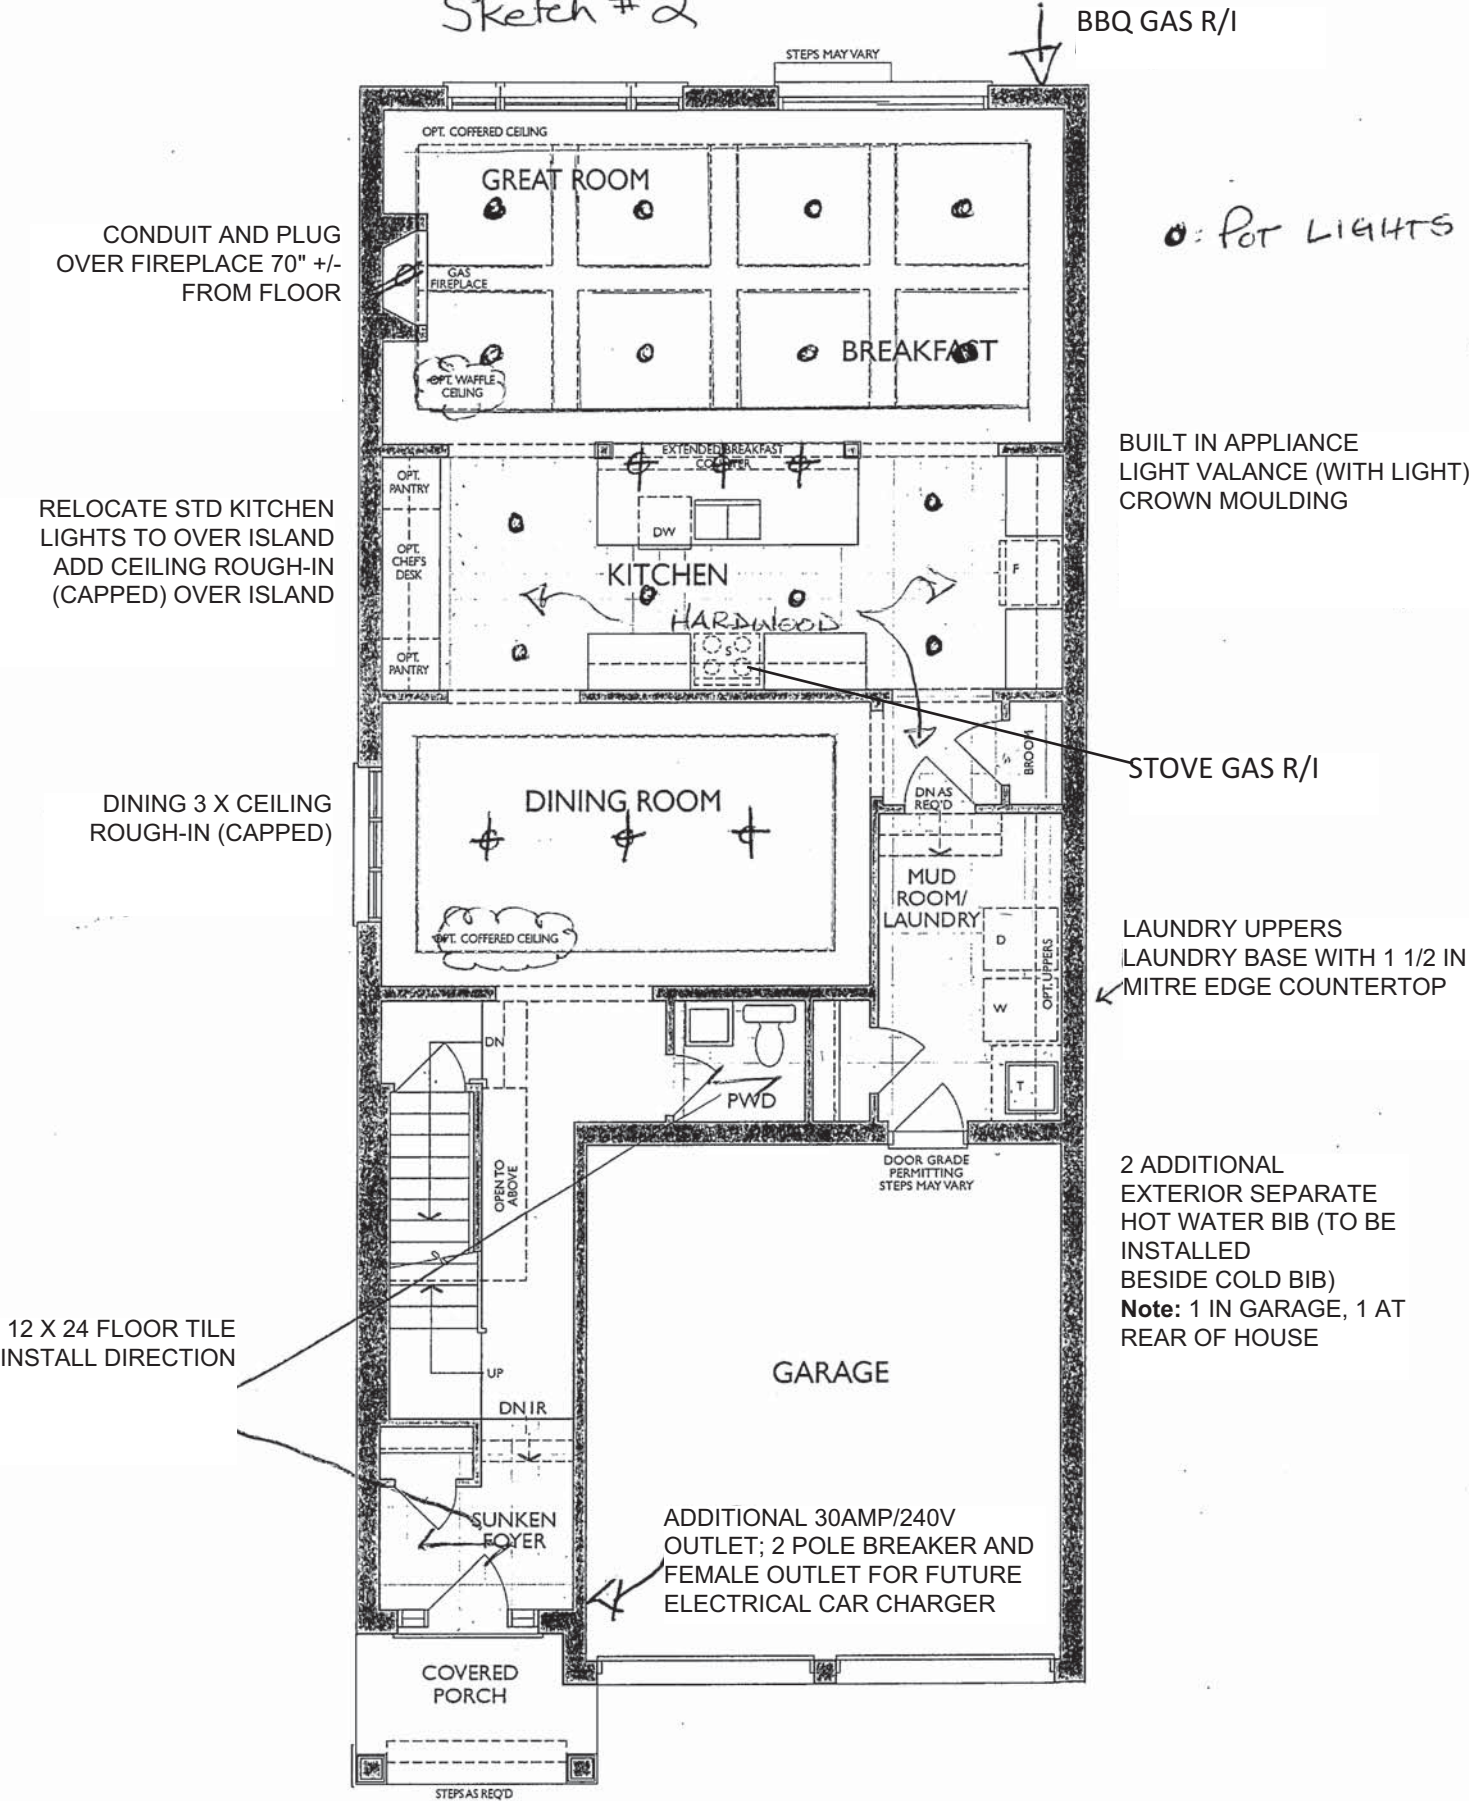 Sketch #2
BBQ GAS R/I
STEPS MAY VARY
OPT. COFFERED CEILING
GREAT ROOM
: POT LIGHTS
CONDUIT AND PLUG
OVER FIREPLACE 70" +/-
FROM FLOOR
GAS
FIREPLACE
BREAKFAST
OPT. WAFFLE
CEILING
EXTENDED BREAKFAST
COUNTER
BUILT IN APPLIANCE
LIGHT VALANCE (WITH LIGHT)
CROWN MOULDING
OPT.
PANTRY
RELOCATE STD KITCHEN
LIGHTS TO OVER ISLAND
ADD CEILING ROUGH-IN
(CAPPED) OVER ISLAND
DW
OPT.
CHEF'S
DESK
KITCHEN
F
HARDWOOD
S
OPT.
PANTRY
BROOM
STOVE GAS R/I
DINING 3 X CEILING
ROUGH-IN (CAPPED)
DINING ROOM
DN AS
REQ'D
MUD
ROOM/
LAUNDRY
OPT. COFFERED CEILING
D
W
OPT. UPPERS
LAUNDRY UPPERS
LAUNDRY BASE WITH 1 1/2 IN
MITRE EDGE COUNTERTOP
DN
T
PWD
OPEN TO
ABOVE
DOOR GRADE
PERMITTING
STEPS MAY VARY
2 ADDITIONAL
EXTERIOR SEPARATE
HOT WATER BIB (TO BE
INSTALLED
BESIDE COLD BIB)
Note: 1 IN GARAGE, 1 AT
REAR OF HOUSE
12 X 24 FLOOR TILE
INSTALL DIRECTION
UP
GARAGE
DN 1R
SUNKEN
FOYER
ADDITIONAL 30AMP/240V
OUTLET; 2 POLE BREAKER AND
FEMALE OUTLET FOR FUTURE
ELECTRICAL CAR CHARGER
COVERED
PORCH
STEPS AS REQ'D